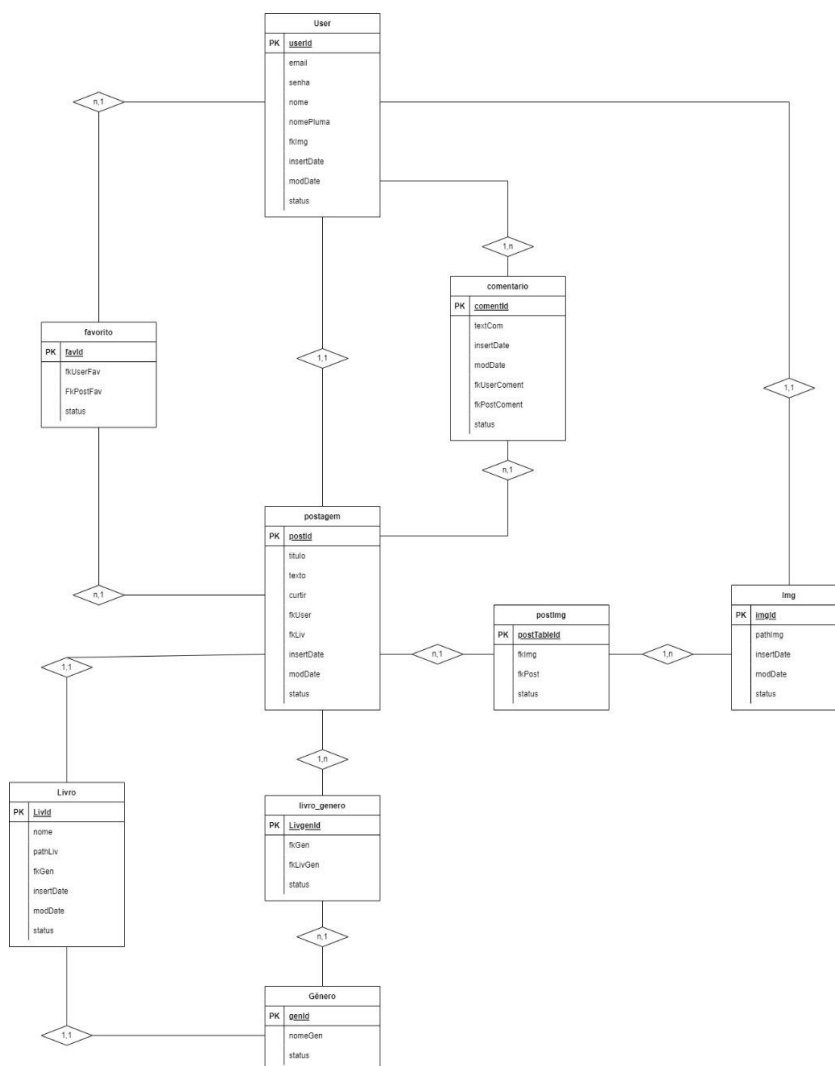 User
PK userId
email
senha
nome
nomePluma
fkImg
insertDate
modDate
status
n,1
1,n
comentario
PK comentId
textCom
insertDate
modDate
fkUserComent
fkPostComent
status
favorito
PK favId
fkUserFav
FkPostFav
status
1,1
1,1
n,1
postagem
PK postId
titulo
texto
curtir
fkUser
fkLiv
insertDate
modDate
status
n,1
Img
PK imgId
pathImg
insertDate
modDate
status
postImg
PK postTableId
fkImg
fkPost
status
n,1
1,n
1,1
1,n
Livro
PK LivId
nome
pathLiv
fkGen
insertDate
modDate
status
livro_genero
PK LivgenId
fkGen
fkLivGen
status
n,1
Gênero
PK genId
nomeGen
status
1,1